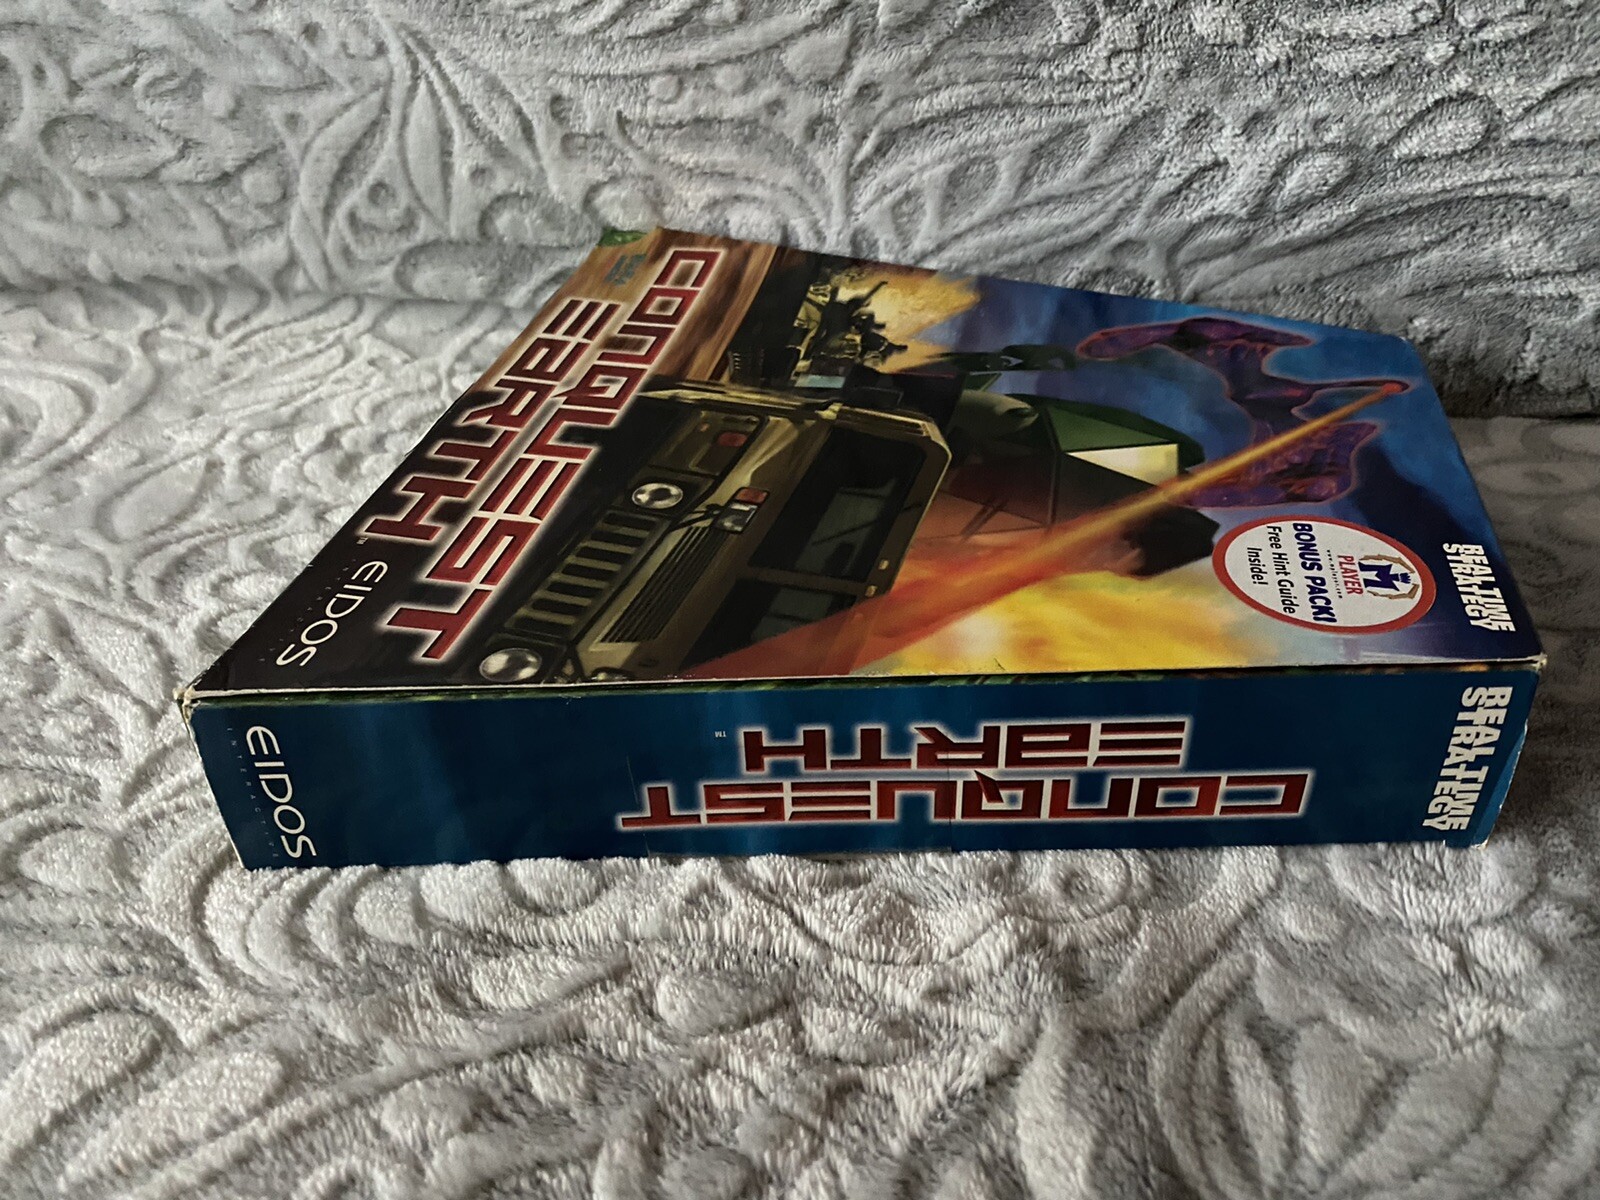 CONQUEST
EARTH
™
EIDOS
REAL TIME
STRATEGY
PLAYER
BONUS PACK!
Free Hint Guide
Inside!
REAL TIME
STRATEGY
CONQUEST
EARTH
™
EIDOS
INTERACTIVE